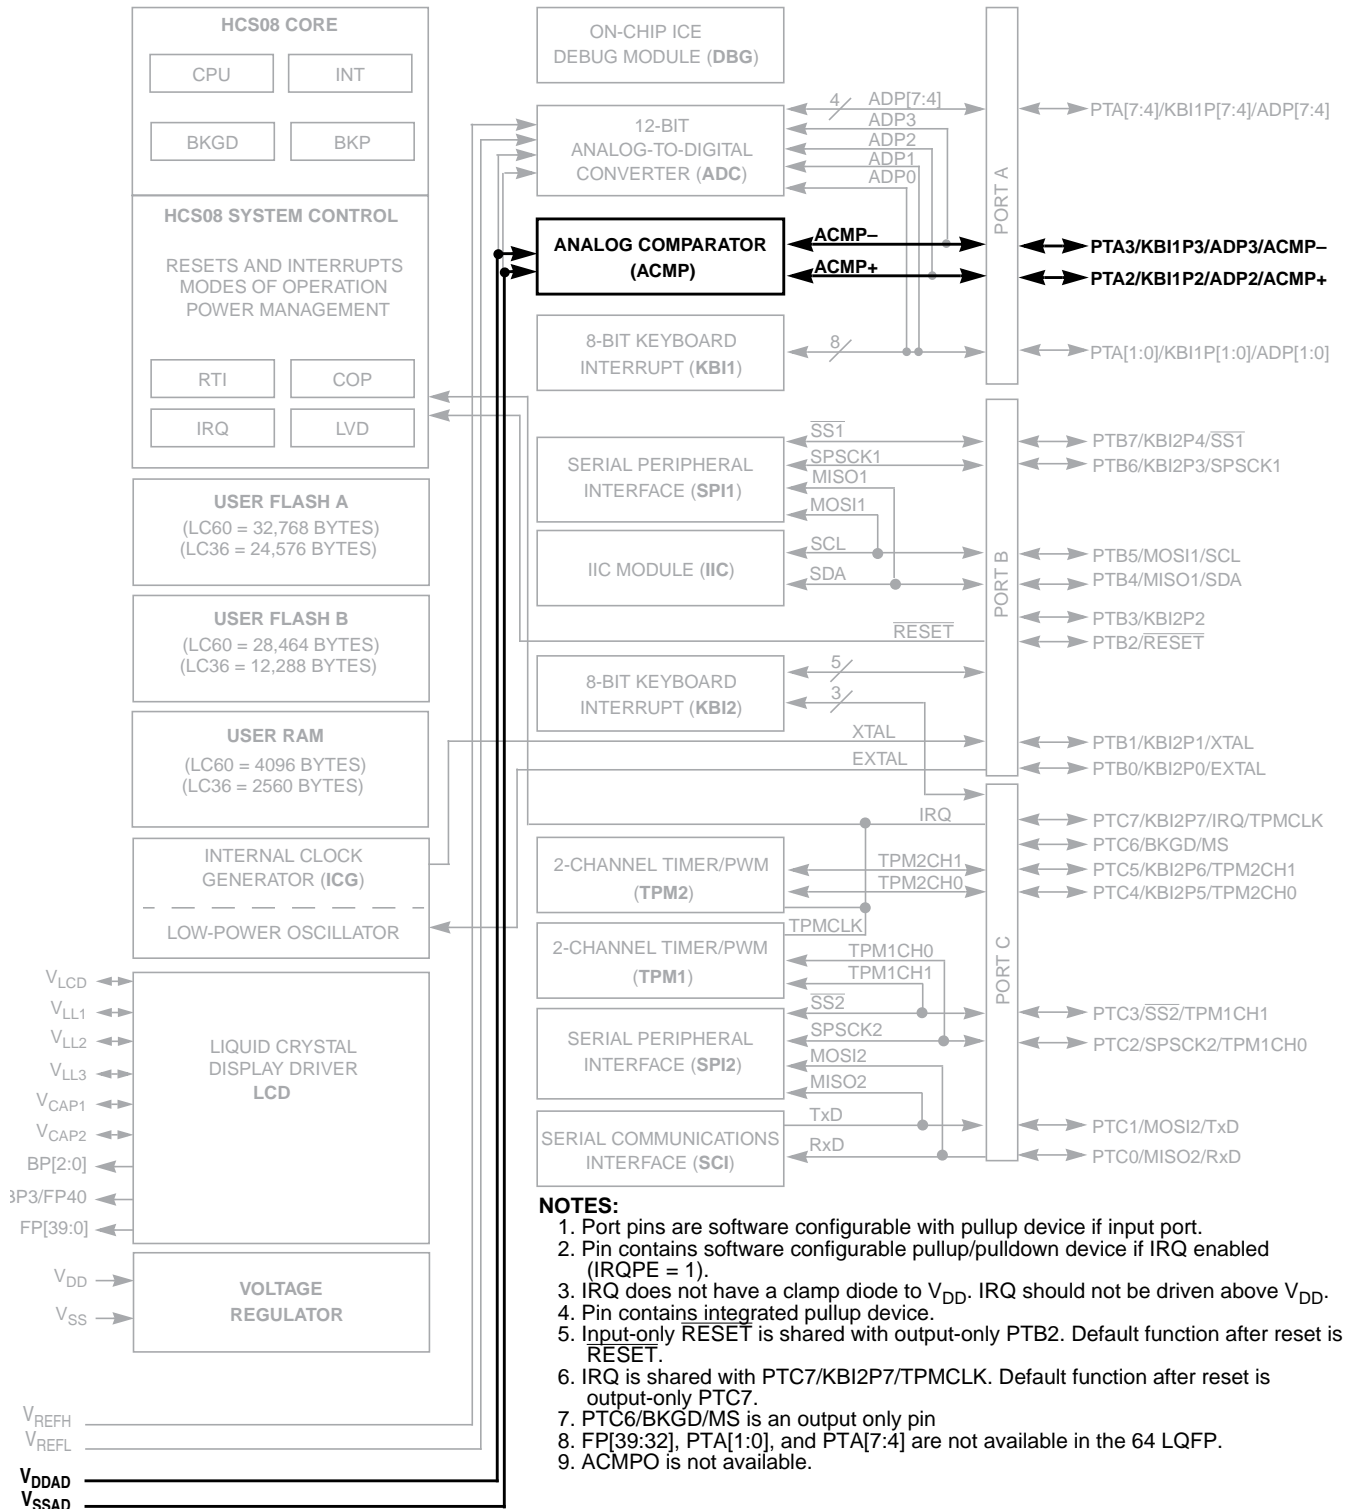 HCS08 CORE
CPU
INT
BKGD
BKP
HCS08 SYSTEM CONTROL
RESETS AND INTERRUPTS
MODES OF OPERATION
POWER MANAGEMENT
RTI
COP
IRQ
LVD
USER FLASH A
(LC60 = 32,768 BYTES)
(LC36 = 24,576 BYTES)
USER FLASH B
(LC60 = 28,464 BYTES)
(LC36 = 12,288 BYTES)
USER RAM
(LC60 = 4096 BYTES)
(LC36 = 2560 BYTES)
INTERNAL CLOCK
GENERATOR (ICG)
LOW-POWER OSCILLATOR
VLCD
VLL1
VLL2
VLL3
VCAP1
VCAP2
BP[2:0]
3P3/FP40
FP[39:0]
LIQUID CRYSTAL
DISPLAY DRIVER
LCD
VDD
VSS
VOLTAGE
REGULATOR
VREFH
VREFL
VDDAD
VSSAD
ON-CHIP ICE
DEBUG MODULE (DBG)
12-BIT
ANALOG-TO-DIGITAL
CONVERTER (ADC)
4
ADP[7:4]
ADP3
ADP2
ADP1
ADP0
ANALOG COMPARATOR
(ACMP)
ACMP–
ACMP+
8-BIT KEYBOARD
INTERRUPT (KBI1)
8
SERIAL PERIPHERAL
INTERFACE (SPI1)
SS1
SPSCK1
MISO1
MOSI1
IIC MODULE (IIC)
SCL
SDA
RESET
8-BIT KEYBOARD
INTERRUPT (KBI2)
5
3
XTAL
EXTAL
IRQ
2-CHANNEL TIMER/PWM
(TPM2)
TPM2CH1
TPM2CH0
TPMCLK
2-CHANNEL TIMER/PWM
(TPM1)
TPM1CH0
TPM1CH1
SERIAL PERIPHERAL
INTERFACE (SPI2)
SS2
SPSCK2
MOSI2
MISO2
SERIAL COMMUNICATIONS
INTERFACE (SCI)
TxD
RxD
PORT A
PTA[7:4]/KBI1P[7:4]/ADP[7:4]
PTA3/KBI1P3/ADP3/ACMP–
PTA2/KBI1P2/ADP2/ACMP+
PTA[1:0]/KBI1P[1:0]/ADP[1:0]
PORT B
PTB7/KBI2P4/SS1
PTB6/KBI2P3/SPSCK1
PTB5/MOSI1/SCL
PTB4/MISO1/SDA
PTB3/KBI2P2
PTB2/RESET
PTB1/KBI2P1/XTAL
PTB0/KBI2P0/EXTAL
PORT C
PTC7/KBI2P7/IRQ/TPMCLK
PTC6/BKGD/MS
PTC5/KBI2P6/TPM2CH1
PTC4/KBI2P5/TPM2CH0
PTC3/SS2/TPM1CH1
PTC2/SPSCK2/TPM1CH0
PTC1/MOSI2/TxD
PTC0/MISO2/RxD
NOTES:
1. Port pins are software configurable with pullup device if input port.
2. Pin contains software configurable pullup/pulldown device if IRQ enabled
(IRQPE = 1).
3. IRQ does not have a clamp diode to VDD. IRQ should not be driven above VDD.
4. Pin contains integrated pullup device.
5. Input-only RESET is shared with output-only PTB2. Default function after reset is
RESET.
6. IRQ is shared with PTC7/KBI2P7/TPMCLK. Default function after reset is
output-only PTC7.
7. PTC6/BKGD/MS is an output only pin
8. FP[39:32], PTA[1:0], and PTA[7:4] are not available in the 64 LQFP.
9. ACMPO is not available.